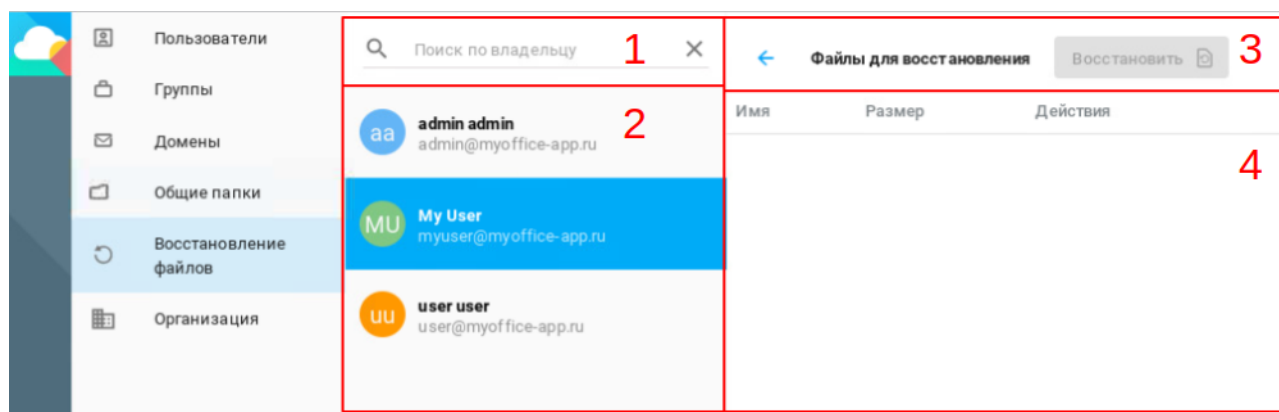 Пользователи
Группы
Домены
Общие папки
Восстановление
файлов
Организация
Поиск по владельцу
1
aa
admin admin
admin@myoffice-app.ru
2
MU
My User
myuser@myoffice-app.ru
uu
user user
user@myoffice-app.ru
Файлы для восстановления
Восстановить
3
Имя Размер Действия
4